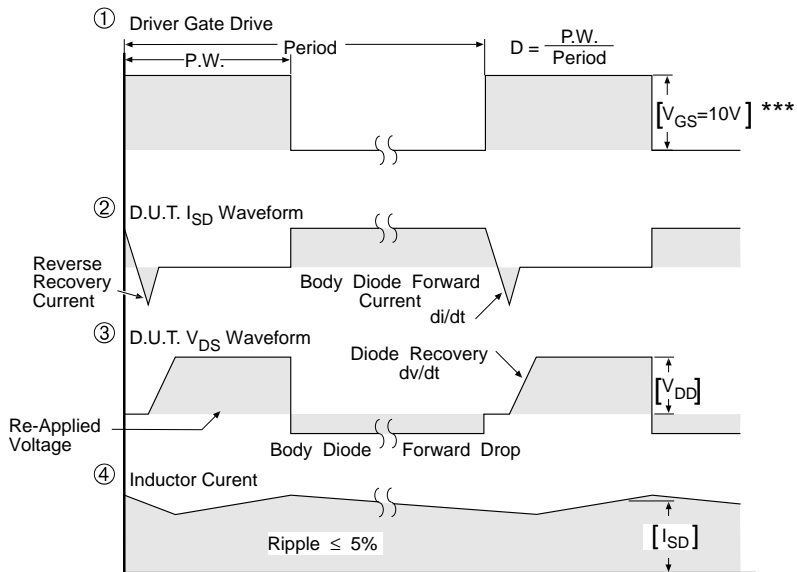 ① Driver Gate Drive
P.W.
Period
D = P.W. / Period
[VGS=10V] ***
② D.U.T. ISD Waveform
Reverse
Recovery
Current
Body Diode Forward
Current
di/dt
③ D.U.T. VDS Waveform
Diode Recovery
dv/dt
[VDD]
Re-Applied
Voltage
Body Diode Forward Drop
④ Inductor Curent
Ripple ≤ 5%
[ISD]